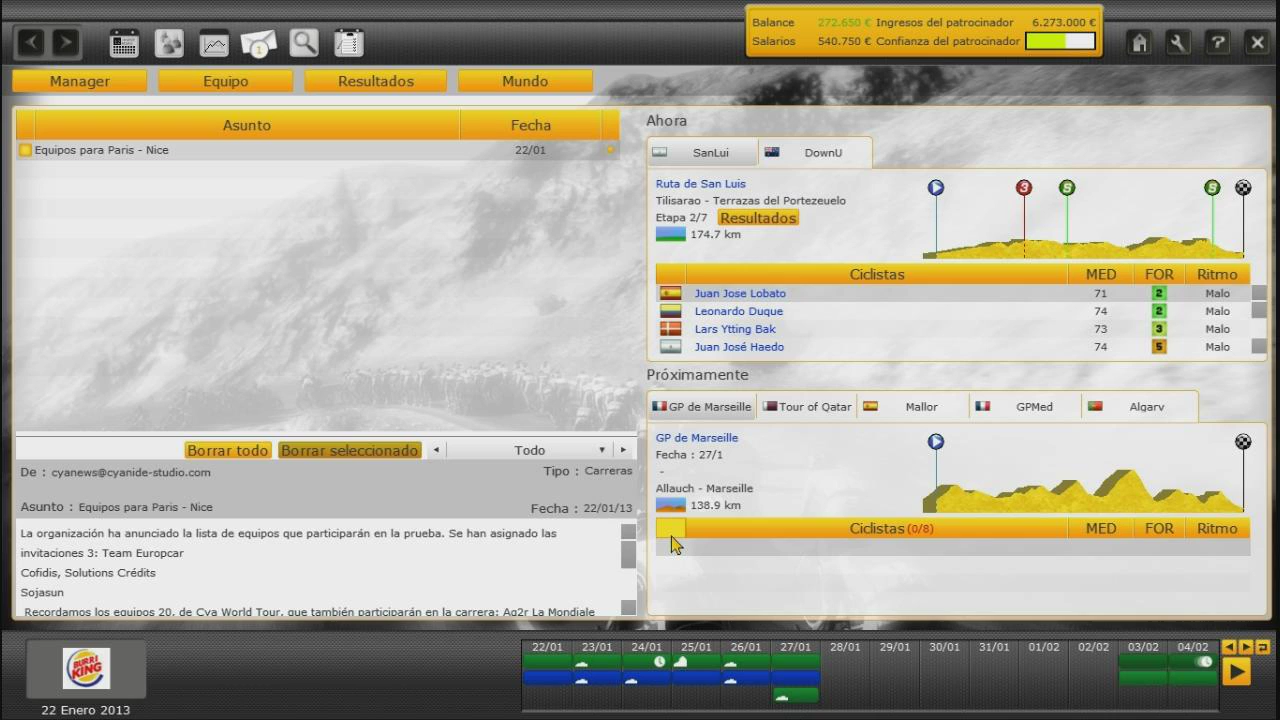 Balance 272.650 € Ingresos del patrocinador 6.273.000 €
Salarios 540.750 € Confianza del patrocinador
1
Manager Equipo Resultados Mundo
Asunto Fecha
Equipos para Paris - Nice 22/01
Borrar todo Borrar seleccionado Todo
De : cyanews@cyanide-studio.com Tipo : Carreras
Asunto : Equipos para Paris - Nice Fecha : 22/01/13
La organización ha anunciado la lista de equipos que participarán en la prueba. Se han asignado las
invitaciones 3: Team Europcar
Cofidis, Solutions Crédits
Sojasun
Recordamos los equipos 20, de Cya World Tour, que también participarán en la carrera: Ag2r La Mondiale
Ahora
SanLui DownU
Ruta de San Luis
Tilisarao - Terrazas del Portezeuelo
Etapa 2/7 Resultados
174.7 km
3 S S
Ciclistas MED FOR Ritmo
Juan Jose Lobato 71 2 Malo
Leonardo Duque 74 2 Malo
Lars Ytting Bak 73 3 Malo
Juan José Haedo 74 5 Malo
Próximamente
GP de Marseille Tour of Qatar Mallor GPMed Algarv
GP de Marseille
Fecha : 27/1
-
Allauch - Marseille
138.9 km
Ciclistas (0/8) MED FOR Ritmo
BURRI KING
22 Enero 2013
22/01 23/01 24/01 25/01 26/01 27/01 28/01 29/01 30/01 31/01 01/02 02/02 03/02 04/02